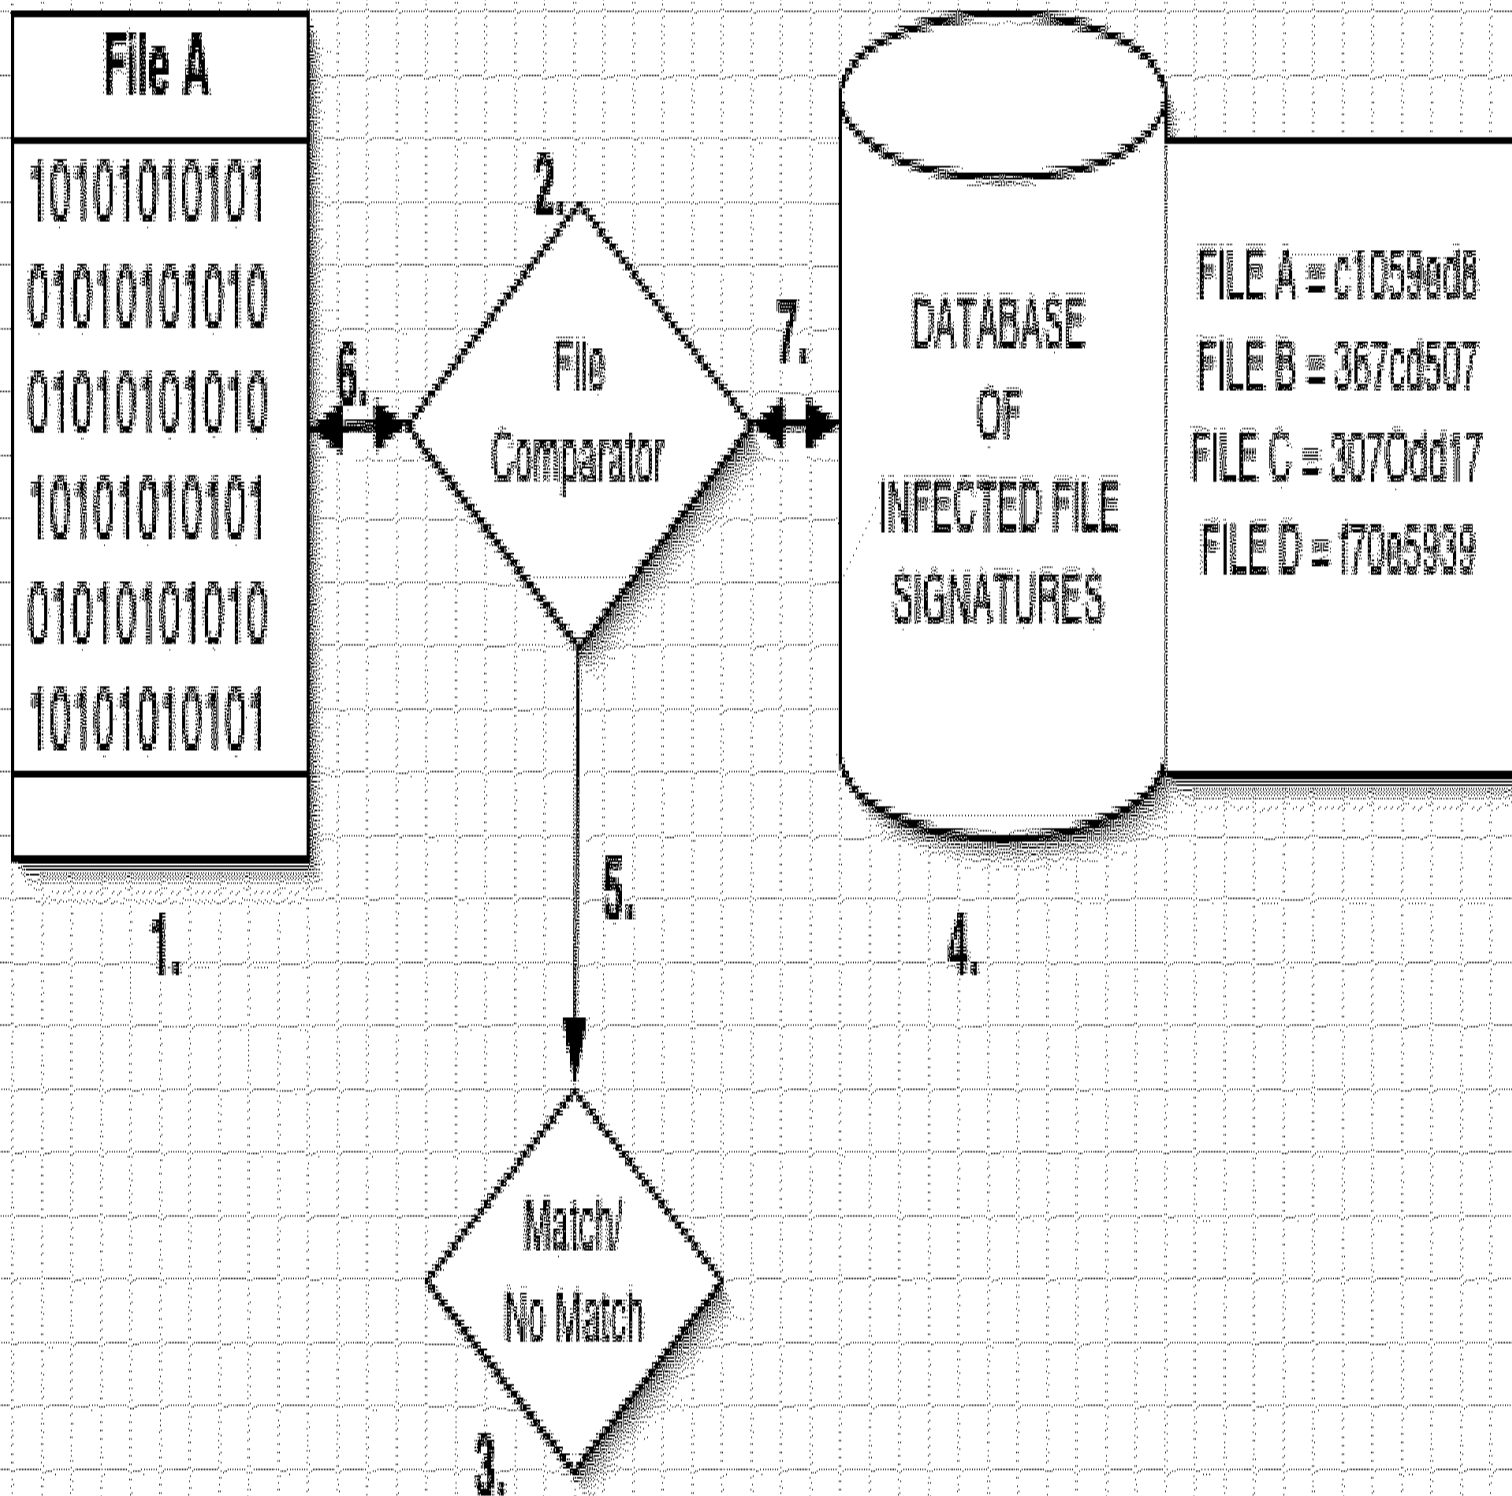 File A
10101010101
01010101010
01010101010
10101010101
01010101010
10101010101
1.
2.
File
Comparator
6.
7.
DATABASE
OF
INFECTED FILE
SIGNATURES
FILE A = c1059ed8
FILE B = 367cd507
FILE C = 3070dd17
FILE D = f70e5939
4.
5.
Match/
No Match
3.